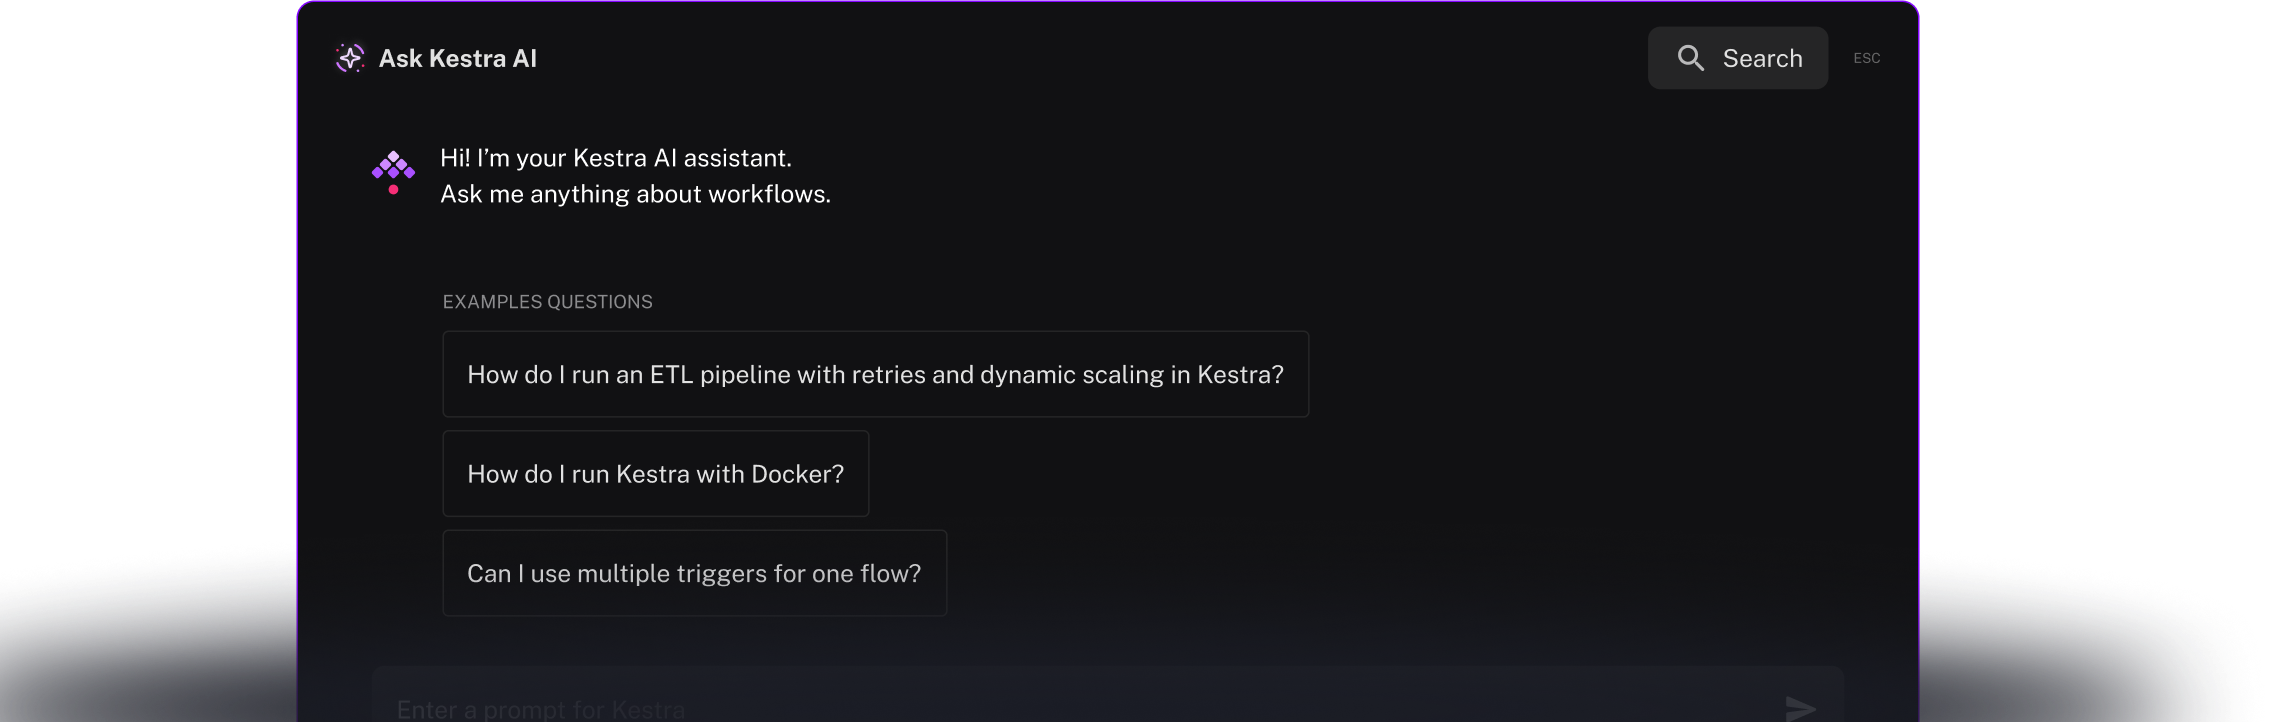 Ask Kestra AI
Search
ESC
Hi! I’m your Kestra AI assistant.
Ask me anything about workflows.
EXAMPLES QUESTIONS
How do I run an ETL pipeline with retries and dynamic scaling in Kestra?
How do I run Kestra with Docker?
Can I use multiple triggers for one flow?
Enter a prompt for Kestra